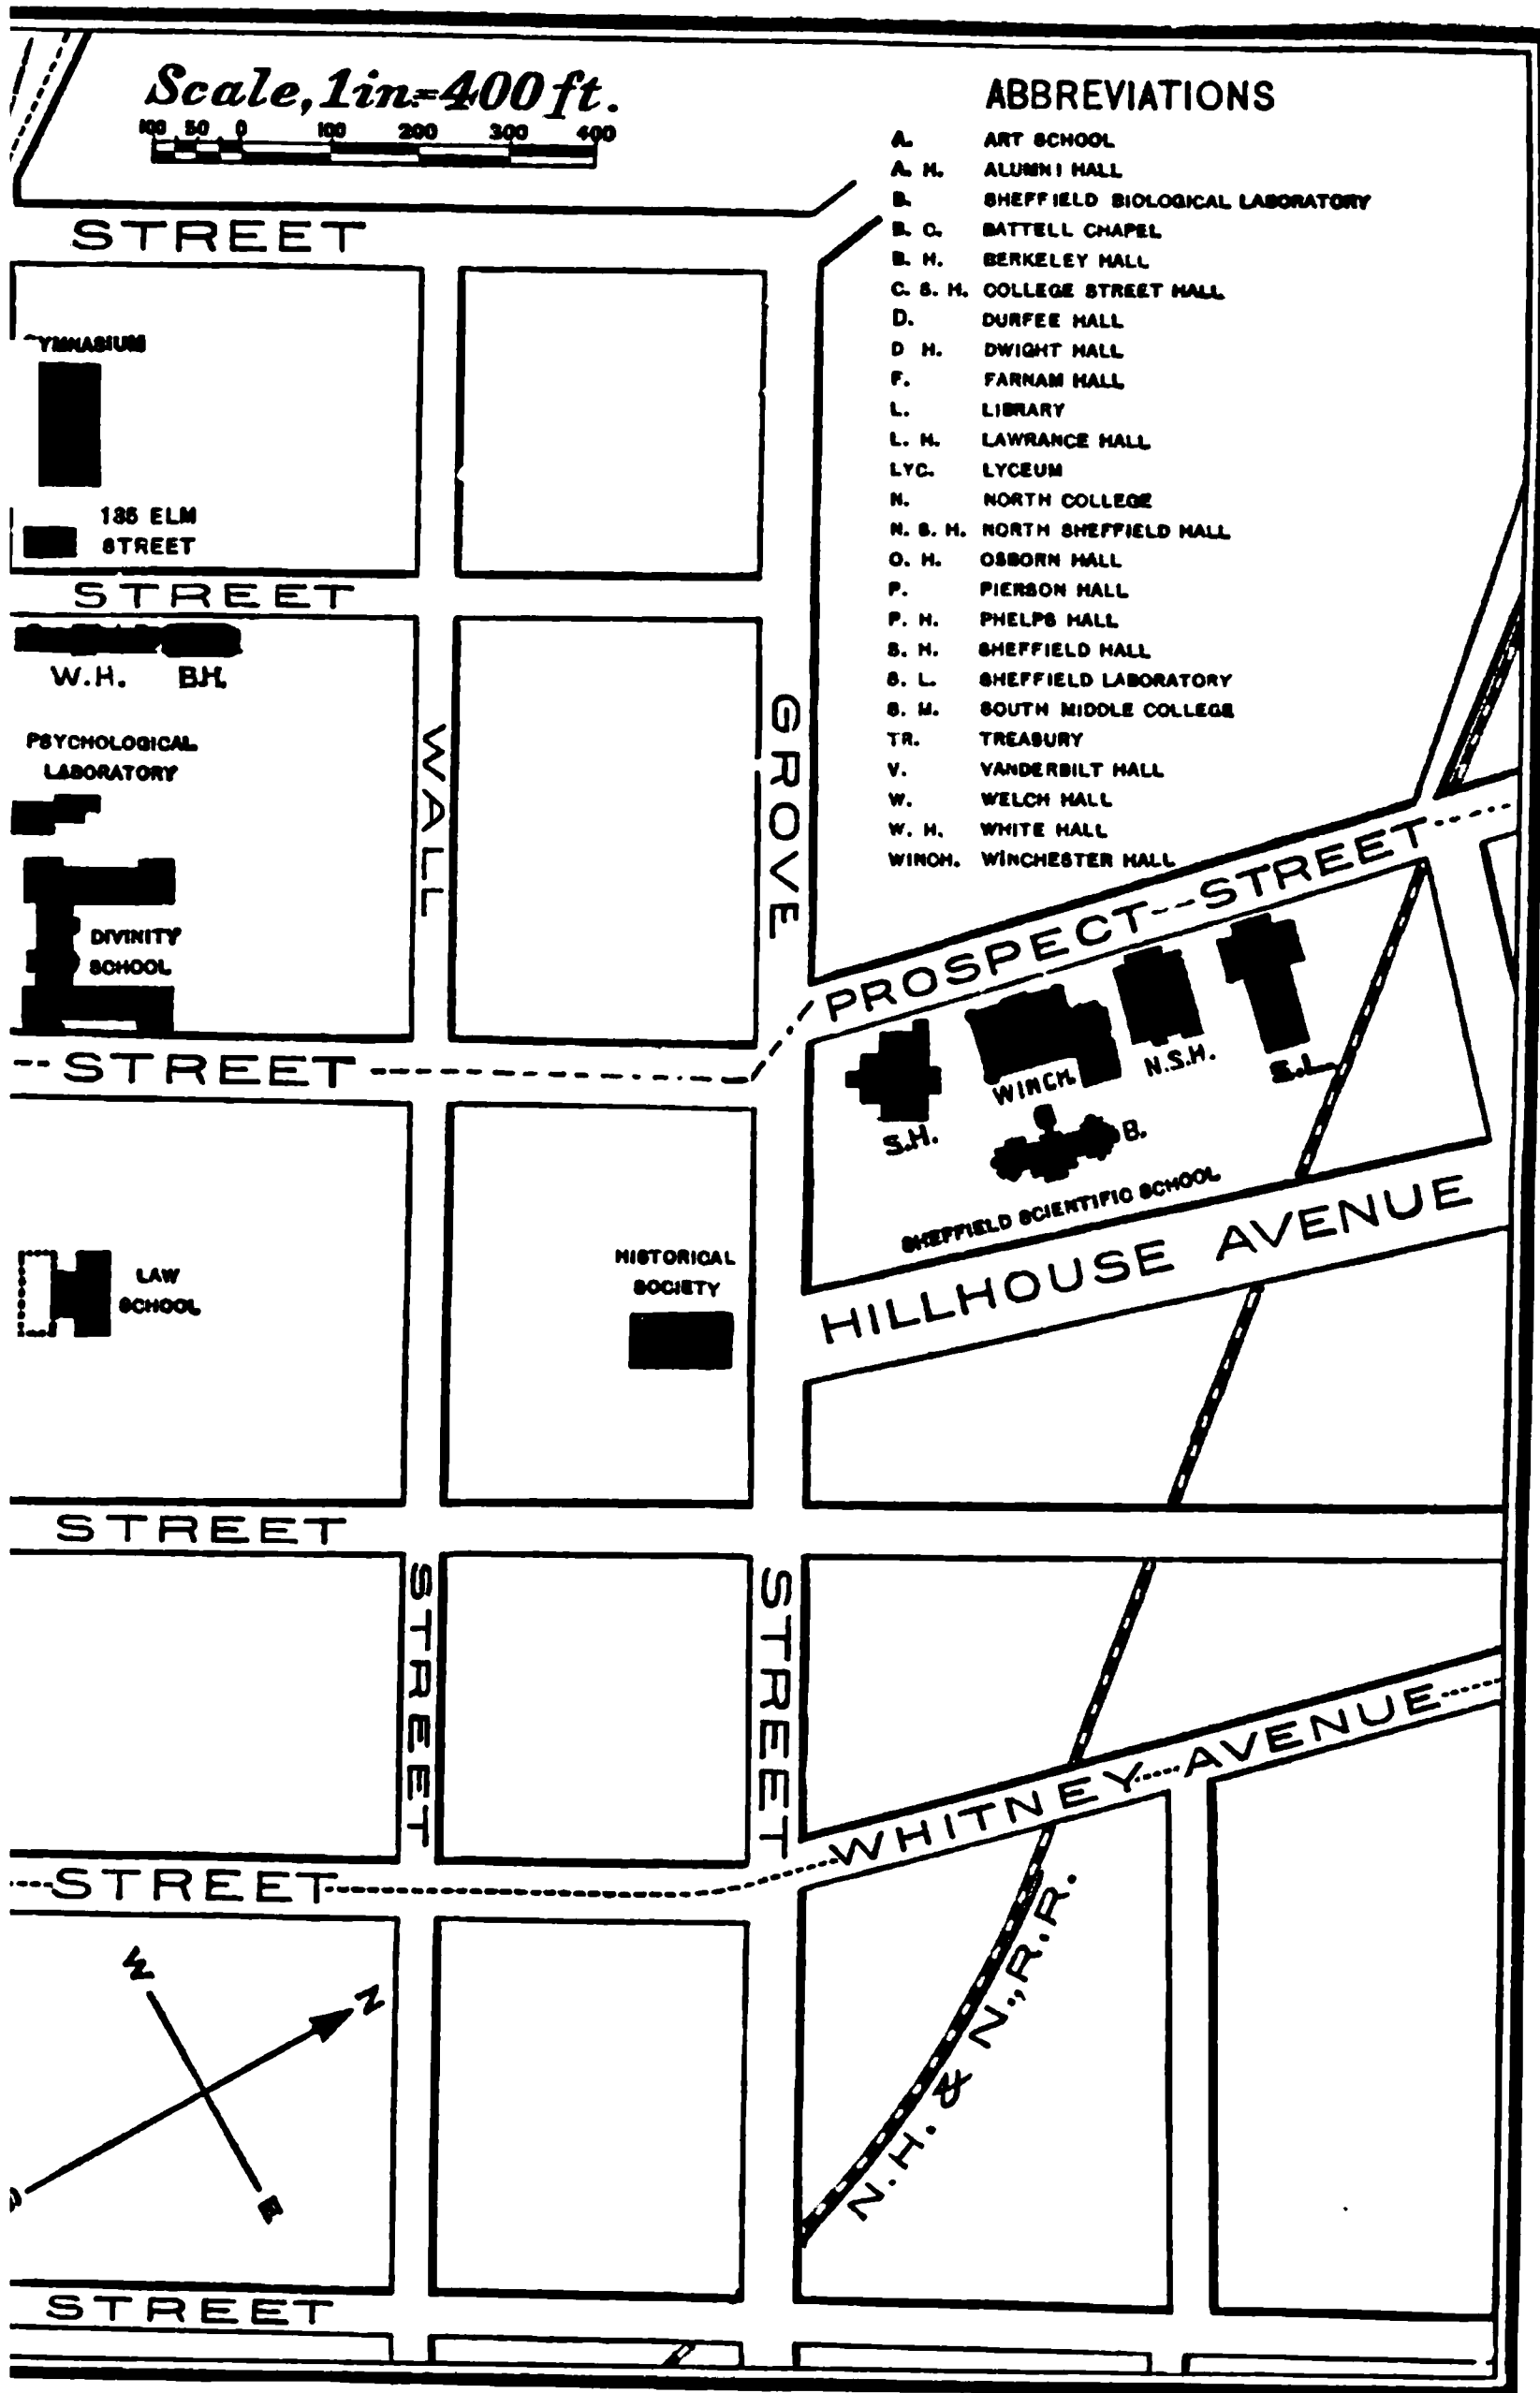 Scale, 1in.=400 ft.
100 50 0 100 200 300 400
ABBREVIATIONS
A. ART SCHOOL
A. H. ALUMNI HALL
B. SHEFFIELD BIOLOGICAL LABORATORY
B. C. BATTELL CHAPEL
B. H. BERKELEY HALL
C. S. H. COLLEGE STREET HALL
D. DURFEE HALL
D H. DWIGHT HALL
F. FARNAM HALL
L. LIBRARY
L. H. LAWRANCE HALL
LYC. LYCEUM
N. NORTH COLLEGE
N. S. H. NORTH SHEFFIELD HALL
O. H. OSBORN HALL
P. PIERSON HALL
P. H. PHELPS HALL
S. H. SHEFFIELD HALL
S. L. SHEFFIELD LABORATORY
S. M. SOUTH MIDDLE COLLEGE
TR. TREASURY
V. VANDERBILT HALL
W. WELCH HALL
W. H. WHITE HALL
WINCH. WINCHESTER HALL
STREET
GYMNASIUM
135 ELM
STREET
STREET
W.H. B.H.
PSYCHOLOGICAL
LABORATORY
WALL
GROVE
DIVINITY
SCHOOL
PROSPECT STREET
STREET
S.H.
WINCH.
N.S.H.
S.L.
B.
SHEFFIELD SCIENTIFIC SCHOOL
HILLHOUSE AVENUE
LAW
SCHOOL
HISTORICAL
SOCIETY
STREET
STREET
STREET
WHITNEY AVENUE
STREET
N.H. & N., R.R.
W
N
E
STREET